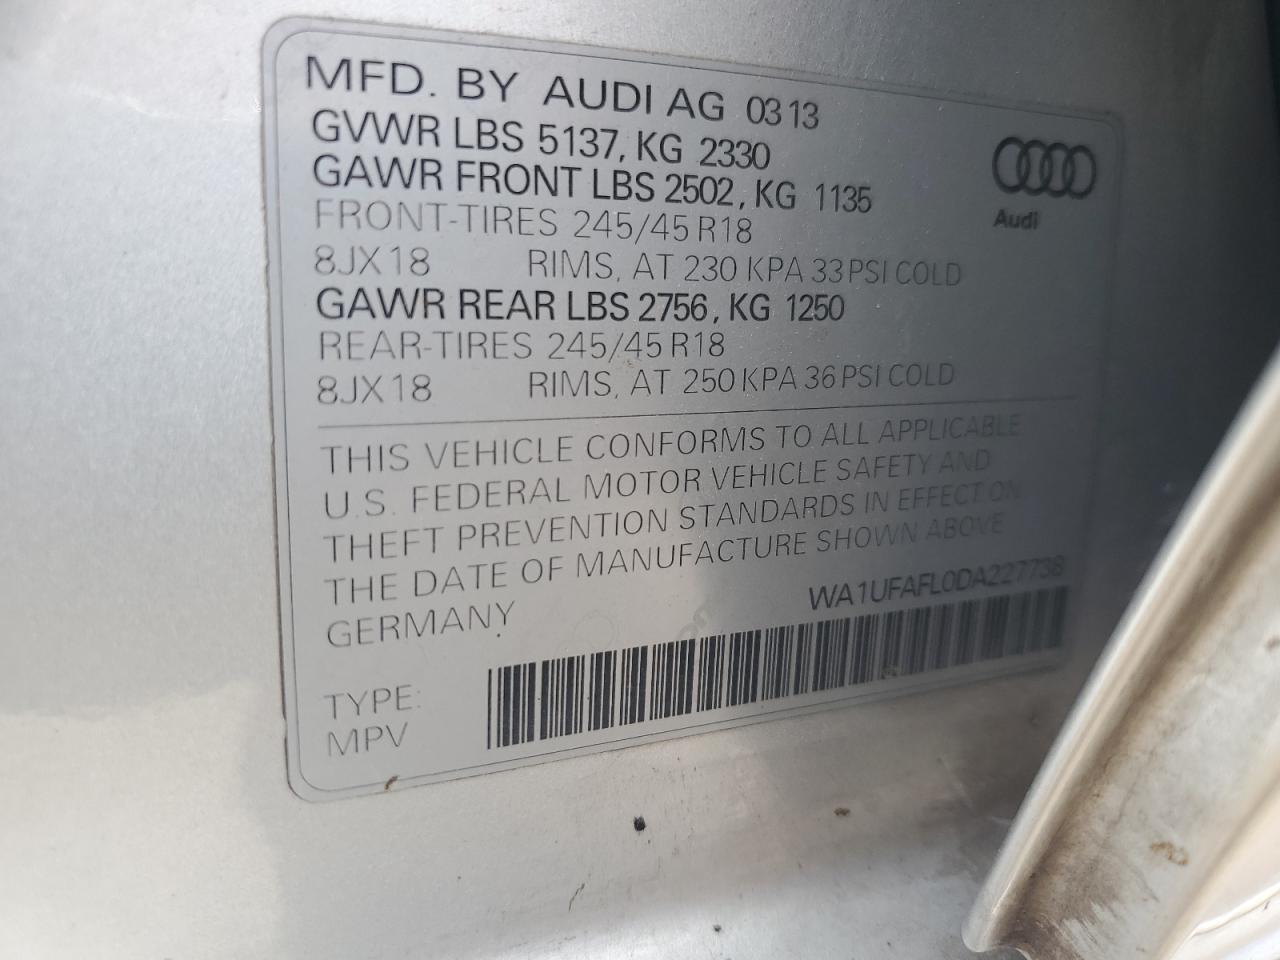 MFD. BY AUDI AG 03 13
GVWR LBS 5137, KG 2330
GAWR FRONT LBS 2502, KG 1135
FRONT-TIRES 245/45 R18
8JX18 RIMS, AT 230 KPA 33 PSI COLD
GAWR REAR LBS 2756, KG 1250
REAR-TIRES 245/45 R18
8JX18 RIMS, AT 250 KPA 36 PSI COLD
Audi
THIS VEHICLE CONFORMS TO ALL APPLICABLE
U.S. FEDERAL MOTOR VEHICLE SAFETY AND
THEFT PREVENTION STANDARDS IN EFFECT ON
THE DATE OF MANUFACTURE SHOWN ABOVE
GERMANY
WA1UFAFL0DA227738
TYPE:
MPV